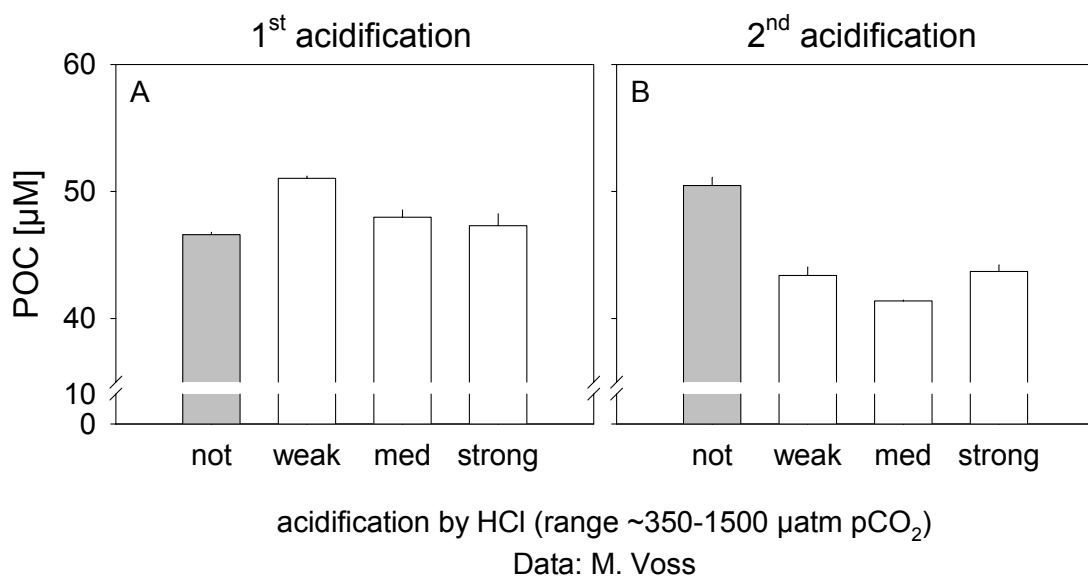 1st acidification
2nd acidification
A
B
POC [µM]
60
50
40
10
0
not weak med strong
not weak med strong
acidification by HCl (range ~350-1500 µatm pCO2)
Data: M. Voss